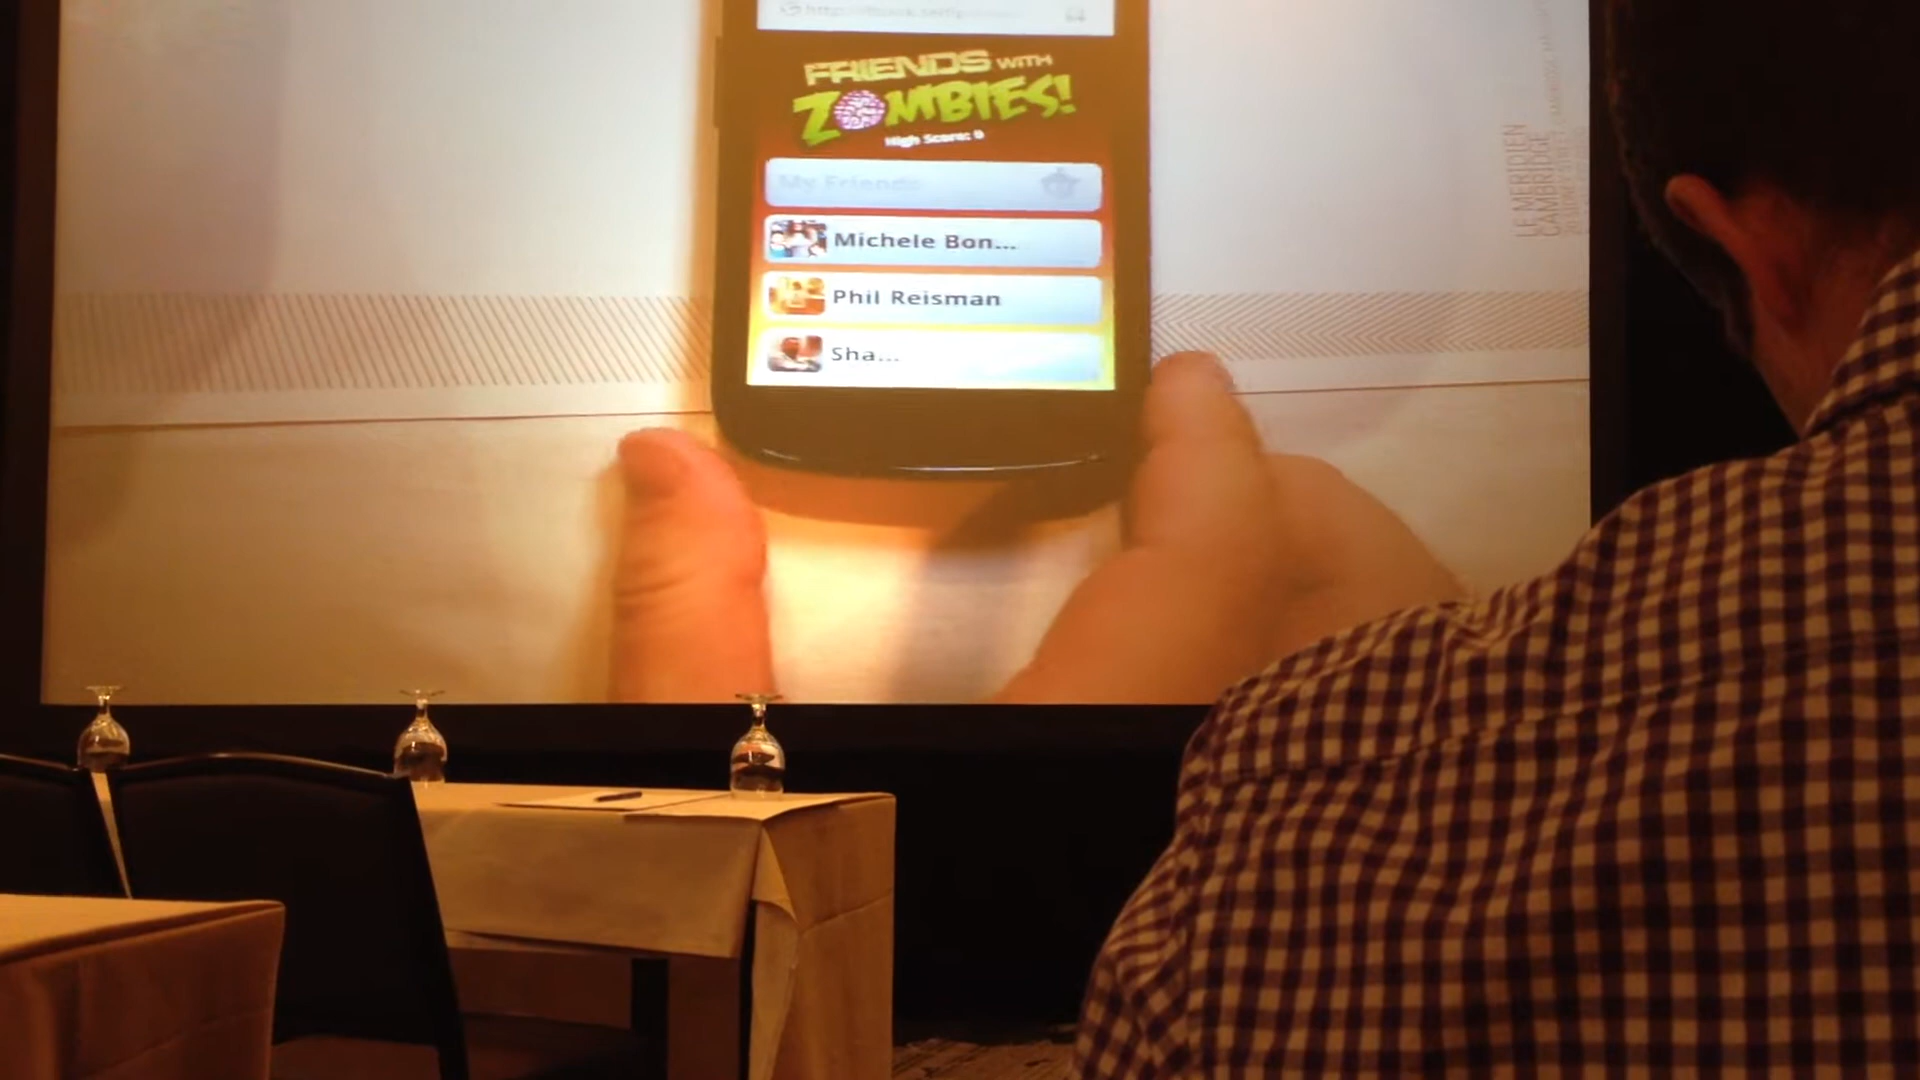 FRIENDS WITH
ZOMBIES!
High Score: 0
My Friends
Michele Bon...
Phil Reisman
Sha...
LE MERIDIEN
CAMBRIDGE